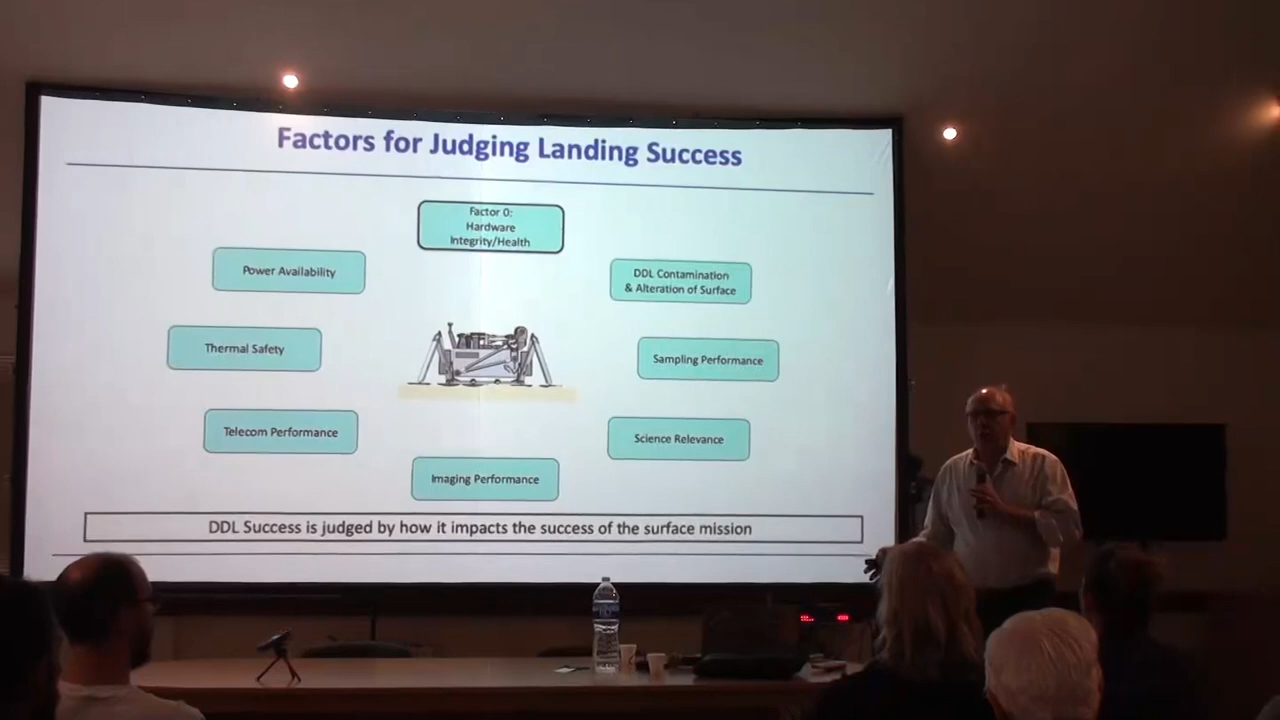 Factors for Judging Landing Success
Factor 0:
Hardware
Integrity/Health
Power Availability
DDL Contamination
& Alteration of Surface
Thermal Safety
Sampling Performance
Telecom Performance
Science Relevance
Imaging Performance
DDL Success is judged by how it impacts the success of the surface mission